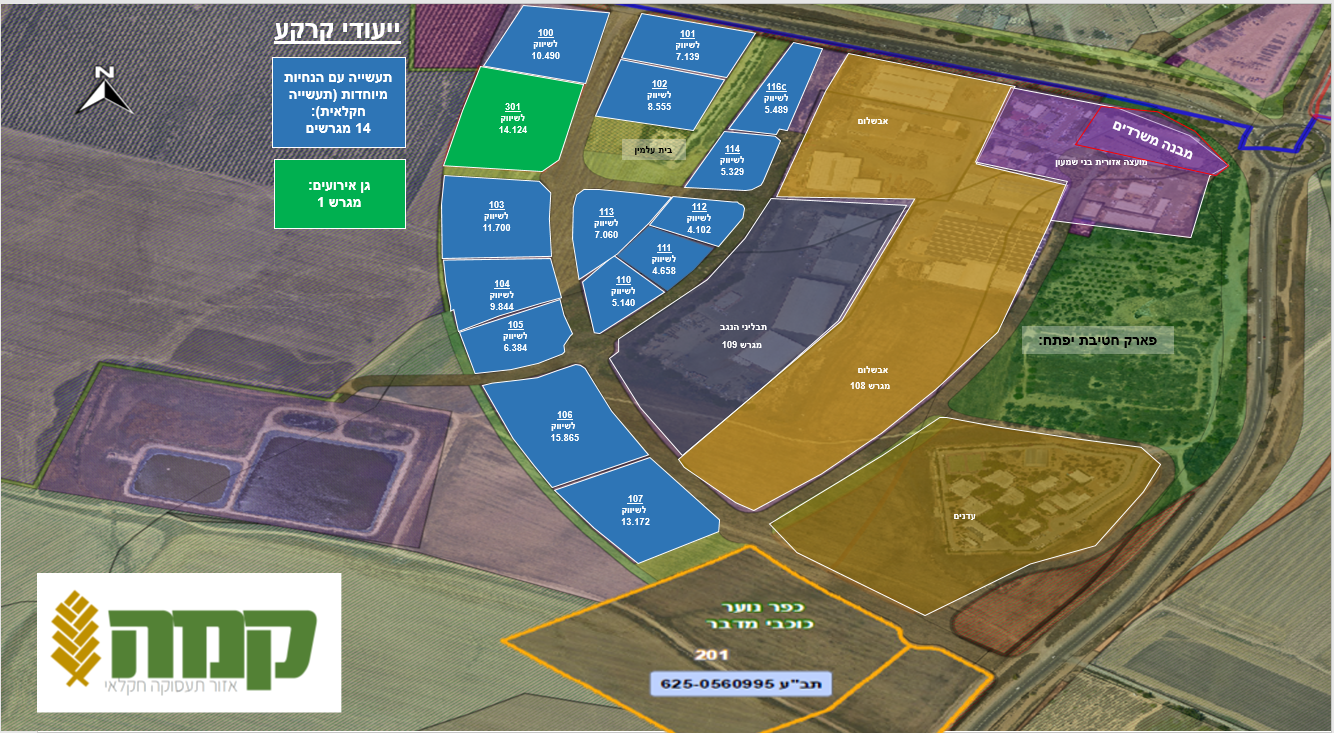 ייעודי קרקע
N
תעשייה עם הנחיות
מיוחדות (תעשייה
חקלאית):
14 מגרשים
גן אירועים:
מגרש 1
100
לשיווק
10.490
101
לשיווק
7.139
102
לשיווק
8.555
116c
לשיווק
5.489
301
לשיווק
14.124
114
לשיווק
5.329
בית עלמין
אבשלום
מבנה משרדים
מועצה אזורית בני שמעון
103
לשיווק
11.700
113
לשיווק
7.060
112
לשיווק
4.102
111
לשיווק
4.658
110
לשיווק
5.140
104
לשיווק
9.844
105
לשיווק
6.384
תבליני הנגב
מגרש 109
אבשלום
מגרש 108
פארק חטיבת יפתח:
106
לשיווק
15.865
107
לשיווק
13.172
עדנים
כפר נוער
כוכבי מדבר
201
תב"ע 625-0560995
קמה
אזור תעסוקה חקלאי